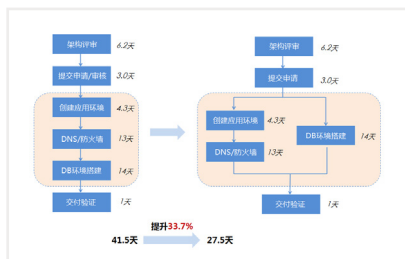 架构评审 6.2天
提交申请/审核 3.0天
创建应用环境 4.3天
DNS/防火墙 13天
DB环境搭建 14天
交付验证 1天
架构评审 6.2天
提交申请 3.0天
创建应用环境 4.3天
DNS/防火墙 13天
DB环境搭建 14天
交付验证 1天
提升33.7%
41.5天 27.5天